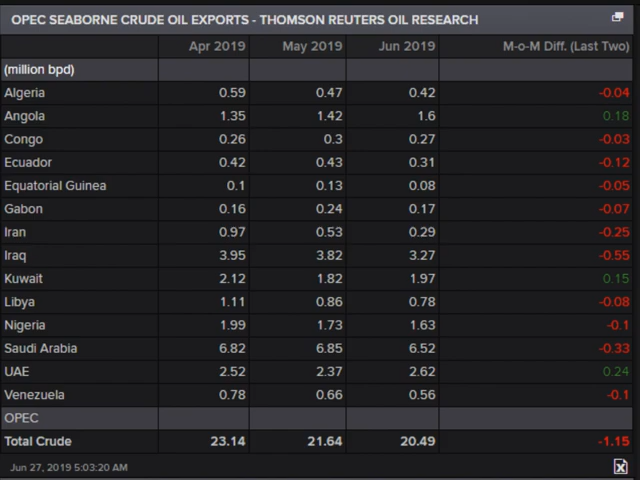 OPEC SEABORNE CRUDE OIL EXPORTS - THOMSON REUTERS OIL RESEARCH
Apr 2019 May 2019 Jun 2019 M-o-M Diff. (Last Two)
(million bpd)
Algeria 0.59 0.47 0.42 -0.04
Angola 1.35 1.42 1.6 0.18
Congo 0.26 0.3 0.27 -0.03
Ecuador 0.42 0.43 0.31 -0.12
Equatorial Guinea 0.1 0.13 0.08 -0.05
Gabon 0.16 0.24 0.17 -0.07
Iran 0.97 0.53 0.29 -0.25
Iraq 3.95 3.82 3.27 -0.55
Kuwait 2.12 1.82 1.97 0.15
Libya 1.11 0.86 0.78 -0.08
Nigeria 1.99 1.73 1.63 -0.1
Saudi Arabia 6.82 6.85 6.52 -0.33
UAE 2.52 2.37 2.62 0.24
Venezuela 0.78 0.66 0.56 -0.1
OPEC
Total Crude 23.14 21.64 20.49 -1.15
Jun 27, 2019 5:03:20 AM